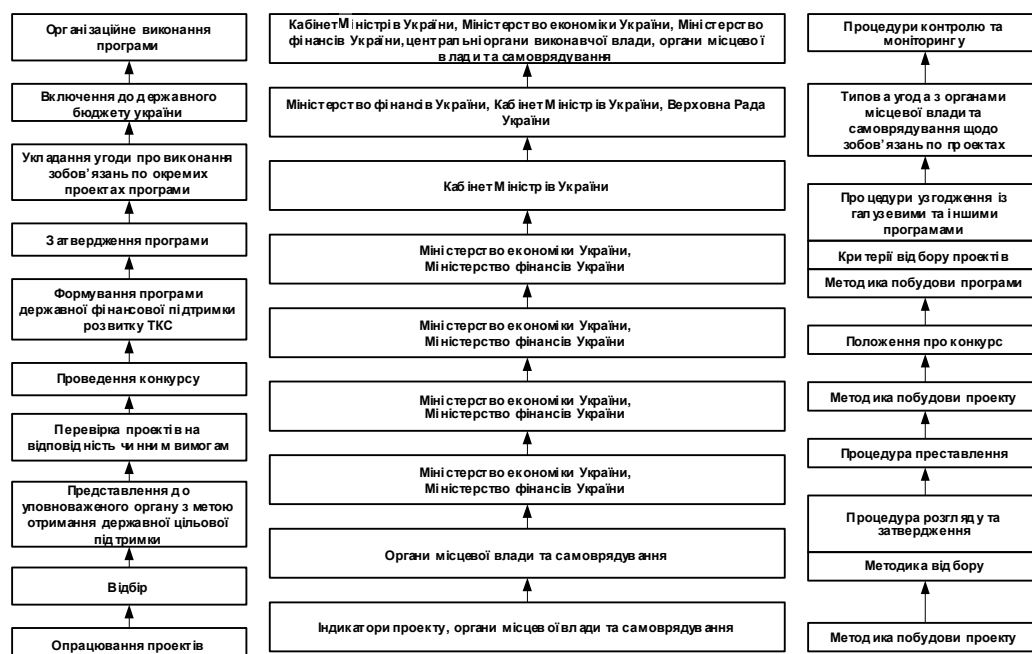 Організаційне виконання
програми
Включення до державного
бюджету україни
Укладання угоди про виконання
зобов’язань по окремих
проектах програми
Затвердження програми
Формування програми
державної фінансової підтримки
розвитку ТКС
Проведення конкурсу
Перевірка проектів на
відповідність чинним вимогам
Представлення до
уповноваженого органу з метою
отримання державної цільової
підтримки
Відбір
Опрацювання проектів
Кабінет Міністрів України, Міністерство економіки України, Міністерство
фінансів України, центральні органи виконавчої влади, органи місцевої
влади та самоврядування
Міністерство фінансів України, Кабінет Міністрів України, Верховна Рада
України
Кабінет Міністрів України
Міністерство економіки України,
Міністерство фінансів України
Міністерство економіки України,
Міністерство фінансів України
Міністерство економіки України,
Міністерство фінансів України
Міністерство економіки України,
Міністерство фінансів України
Органи місцевої влади та самоврядування
Індикатори проекту, органи місцевої влади та самоврядування
Процедури контролю та
моніторингу
Типова угода з органами
місцевої влади та
самоврядування щодо
зобов’язань по проектах
Процедури узгодження із
галузевими та іншими
програмами
Критерії відбору проектів
Методика побудови програми
Положення про конкурс
Методика побудови проекту
Процедура преставлення
Процедура розгляду та
затвердження
Методика відбору
Методика побудови проекту